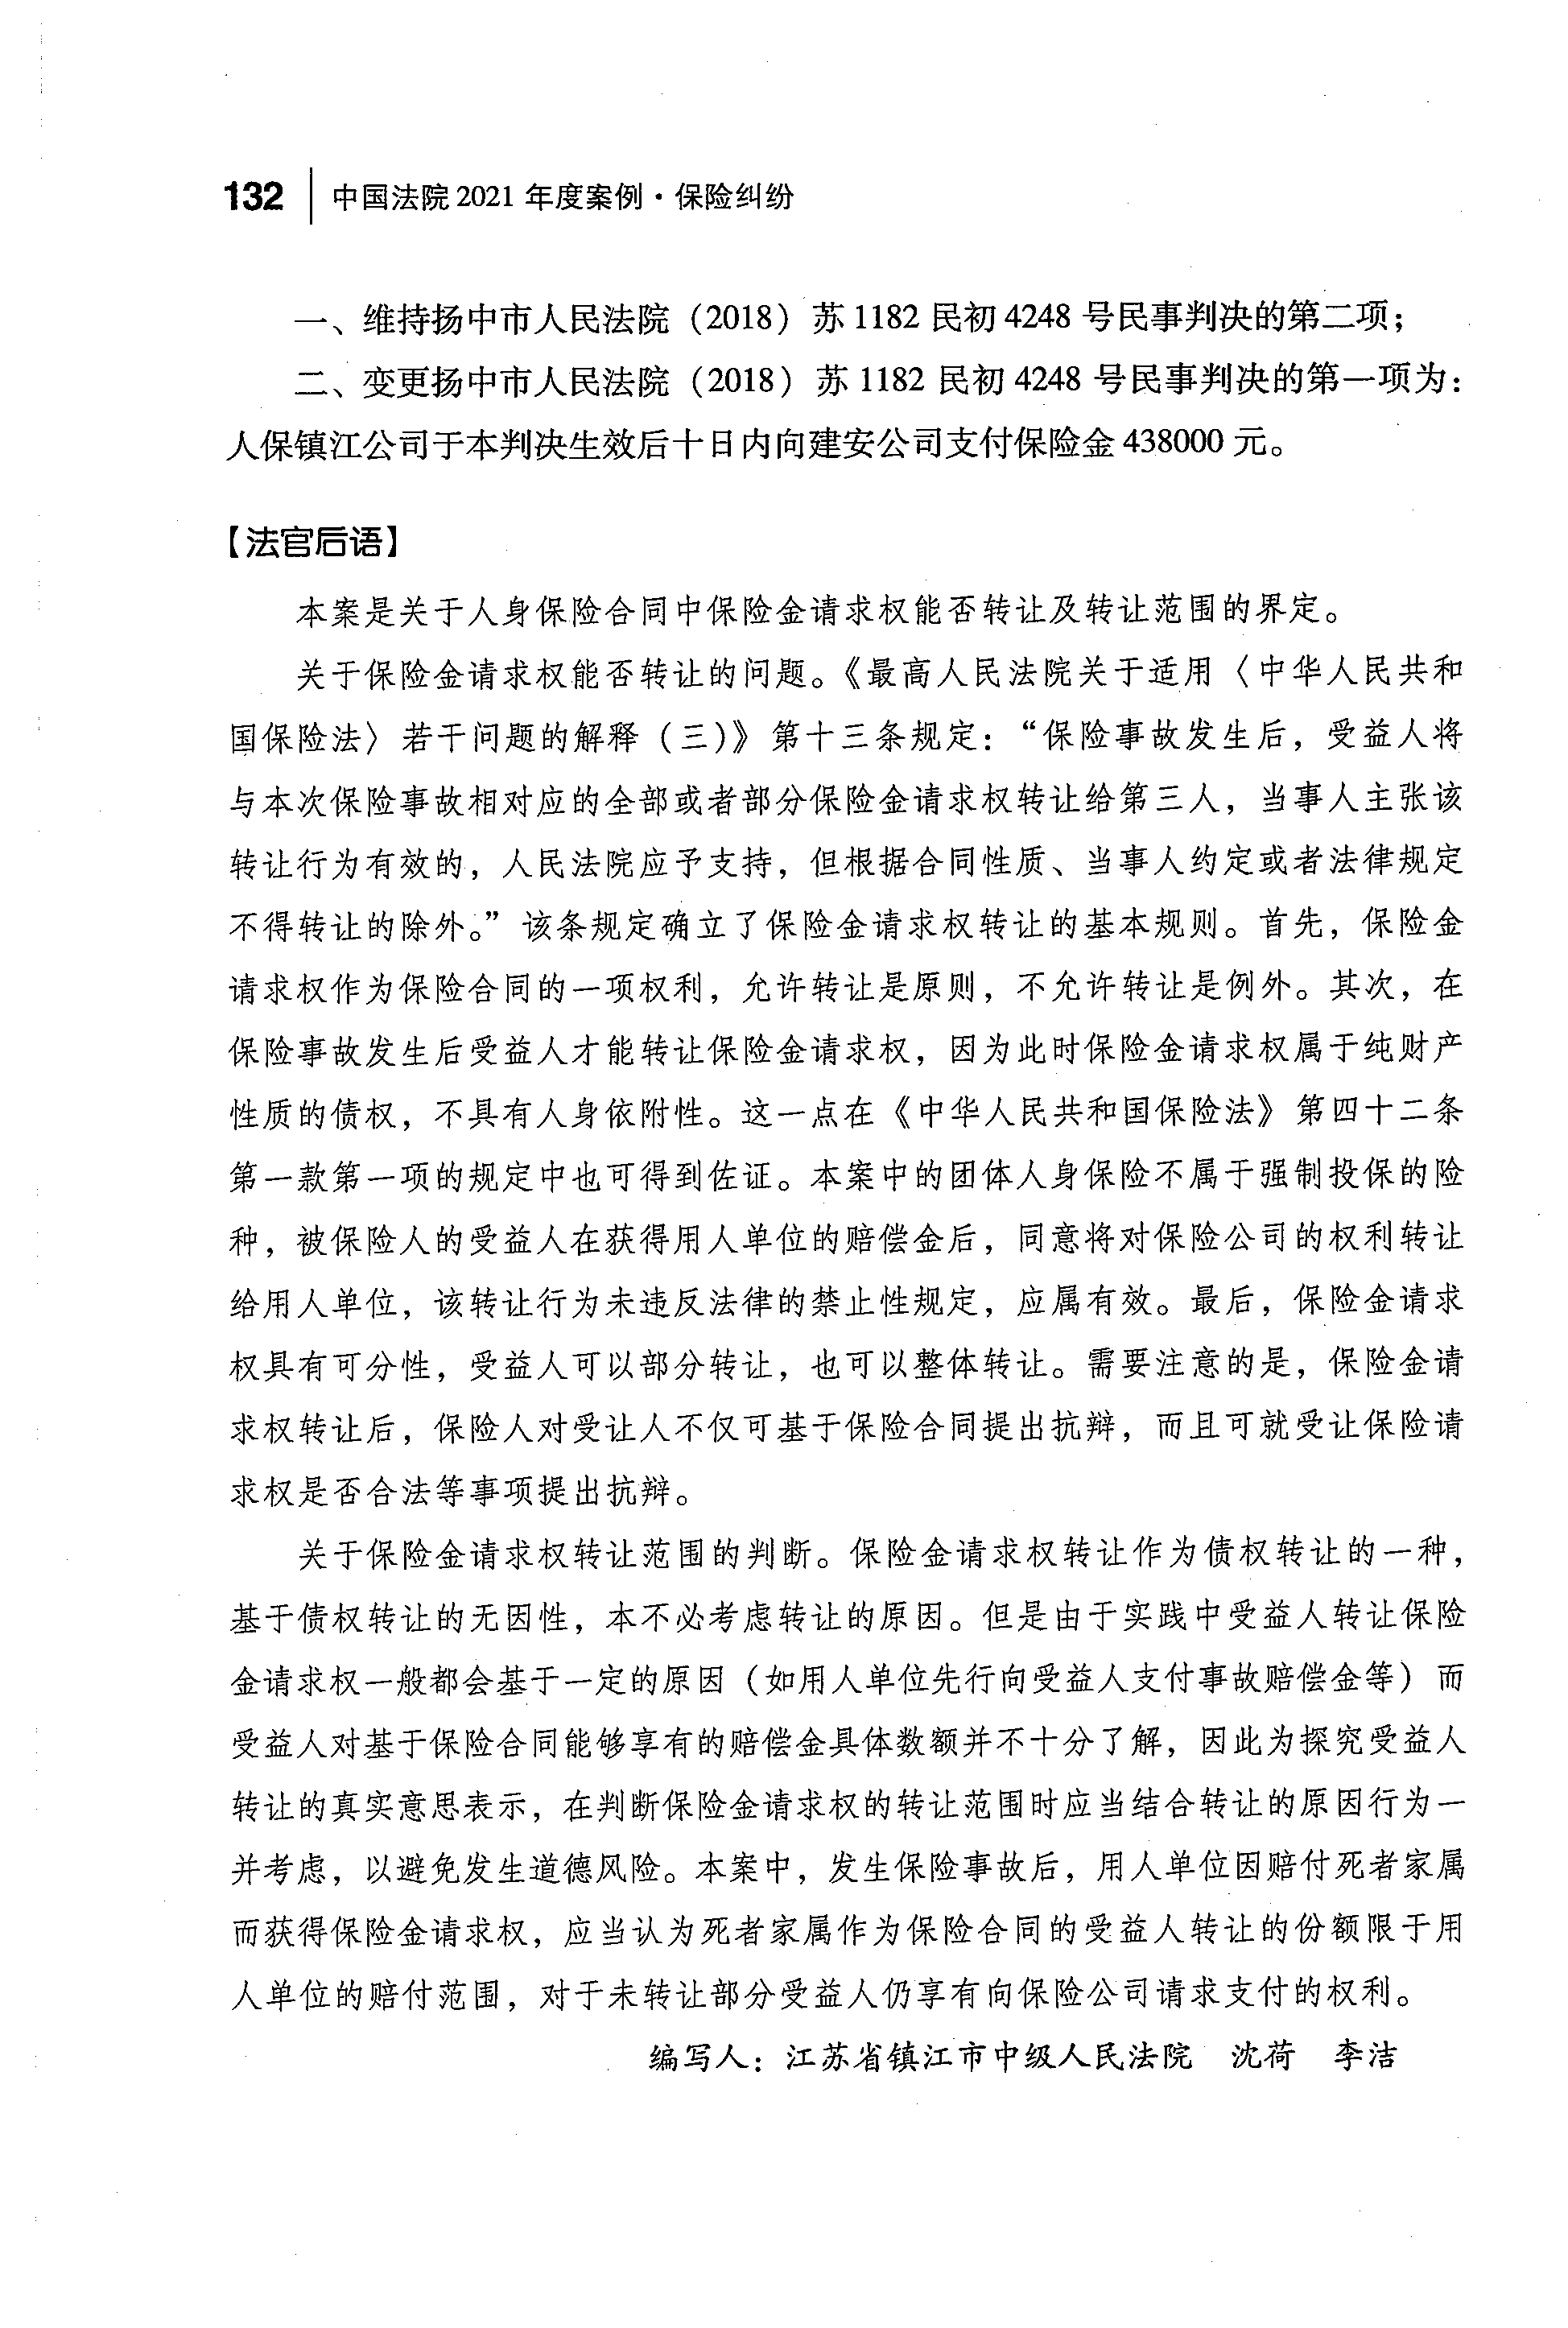 132 中国法院 2021 年度案例·保险纠纷
一、维持扬中市人民法院（2018）苏 1182 民初 4248 号民事判决的第二项；
二、变更扬中市人民法院（2018）苏 1182 民初 4248 号民事判决的第一项为：
人保镇江公司于本判决生效后十日内向建安公司支付保险金 438000 元。
【法官后语】
本案是关于人身保险合同中保险金请求权能否转让及转让范围的界定。
关于保险金请求权能否转让的问题。《最高人民法院关于适用〈中华人民共和
国保险法〉若干问题的解释（三）》第十三条规定：“保险事故发生后，受益人将
与本次保险事故相对应的全部或者部分保险金请求权转让给第三人，当事人主张该
转让行为有效的，人民法院应予支持，但根据合同性质、当事人约定或者法律规定
不得转让的除外。”该条规定确立了保险金请求权转让的基本规则。首先，保险金
请求权作为保险合同的一项权利，允许转让是原则，不允许转让是例外。其次，在
保险事故发生后受益人才能转让保险金请求权，因为此时保险金请求权属于纯财产
性质的债权，不具有人身依附性。这一点在《中华人民共和国保险法》第四十二条
第一款第一项的规定中也可得到佐证。本案中的团体人身保险不属于强制投保的险
种，被保险人的受益人在获得用人单位的赔偿金后，同意将对保险公司的权利转让
给用人单位，该转让行为未违反法律的禁止性规定，应属有效。最后，保险金请求
权具有可分性，受益人可以部分转让，也可以整体转让。需要注意的是，保险金请
求权转让后，保险人对受让人不仅可基于保险合同提出抗辩，而且可就受让保险请
求权是否合法等事项提出抗辩。
关于保险金请求权转让范围的判断。保险金请求权转让作为债权转让的一种，
基于债权转让的无因性，本不必考虑转让的原因。但是由于实践中受益人转让保险
金请求权一般都会基于一定的原因（如用人单位先行向受益人支付事故赔偿金等）而
受益人对基于保险合同能够享有的赔偿金具体数额并不十分了解，因此为探究受益人
转让的真实意思表示，在判断保险金请求权的转让范围时应当结合转让的原因行为一
并考虑，以避免发生道德风险。本案中，发生保险事故后，用人单位因赔付死者家属
而获得保险金请求权，应当认为死者家属作为保险合同的受益人转让的份额限于用
人单位的赔付范围，对于未转让部分受益人仍享有向保险公司请求支付的权利。
编写人：江苏省镇江市中级人民法院 沈荷 李洁